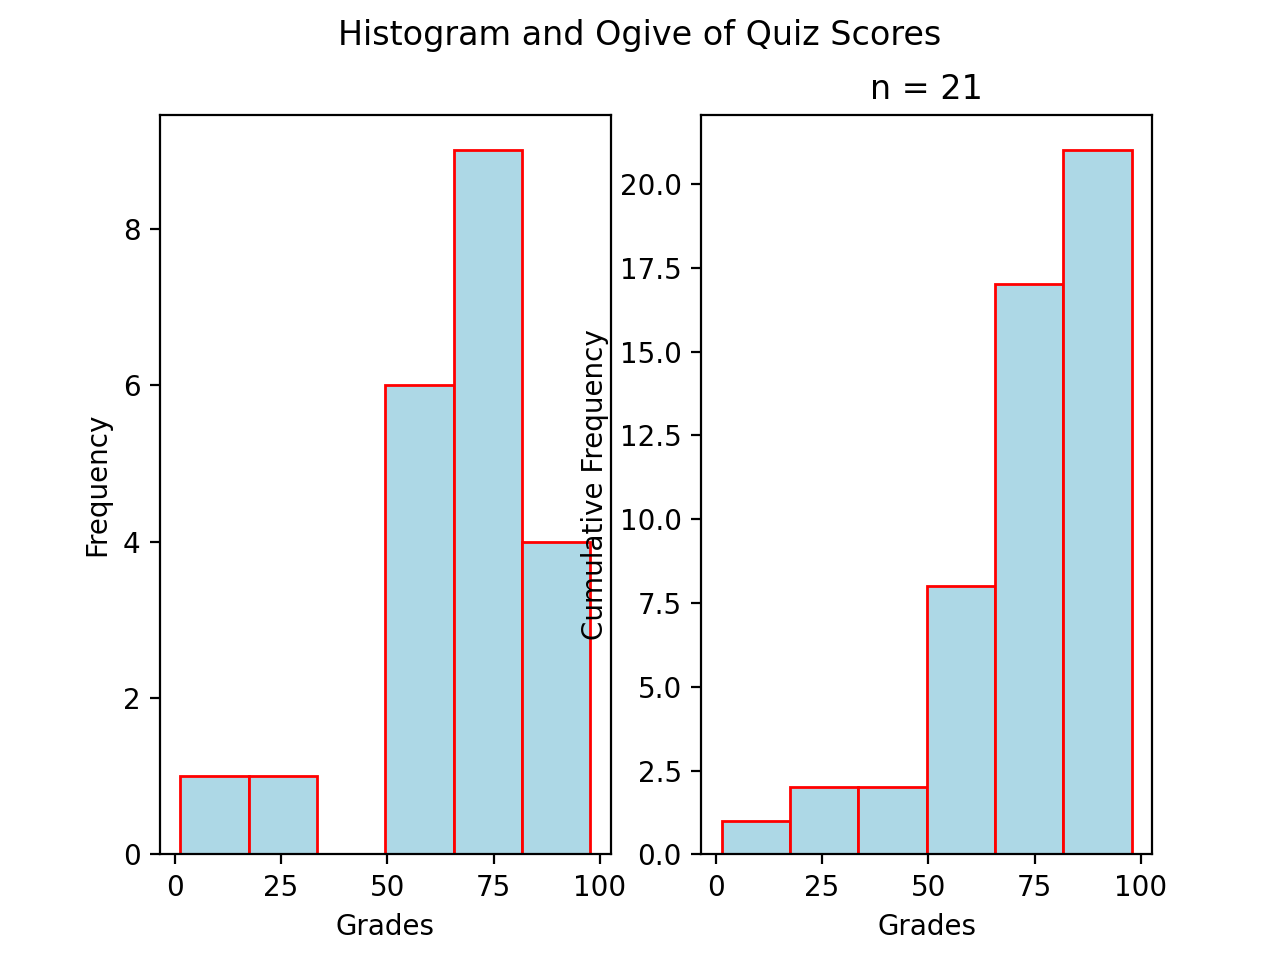 Histogram and Ogive of Quiz Scores
n = 21
Frequency
8
6
4
2
0
0 25 50 75 100
Grades
Cumulative Frequency
20.0
17.5
15.0
12.5
10.0
7.5
5.0
2.5
0.0
0 25 50 75 100
Grades